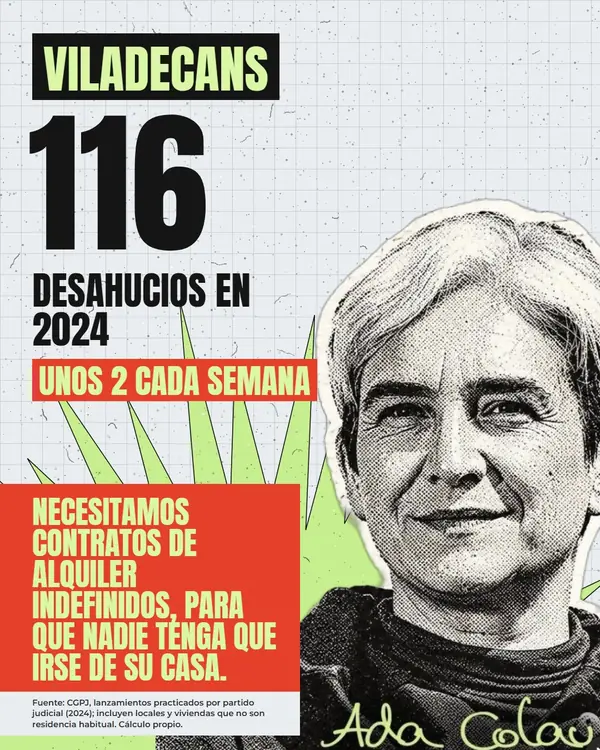 VILADECANS
116
DESAHUCIOS EN
2024
UNOS 2 CADA SEMANA
NECESITAMOS
CONTRATOS DE
ALQUILER
INDEFINIDOS, PARA
QUE NADIE TENGA QUE
IRSE DE SU CASA.
Fuente: CGPJ, lanzamientos practicados por partido
judicial (2024); incluyen locales y viviendas que no son
residencia habitual. Cálculo propio.
Ada Colau